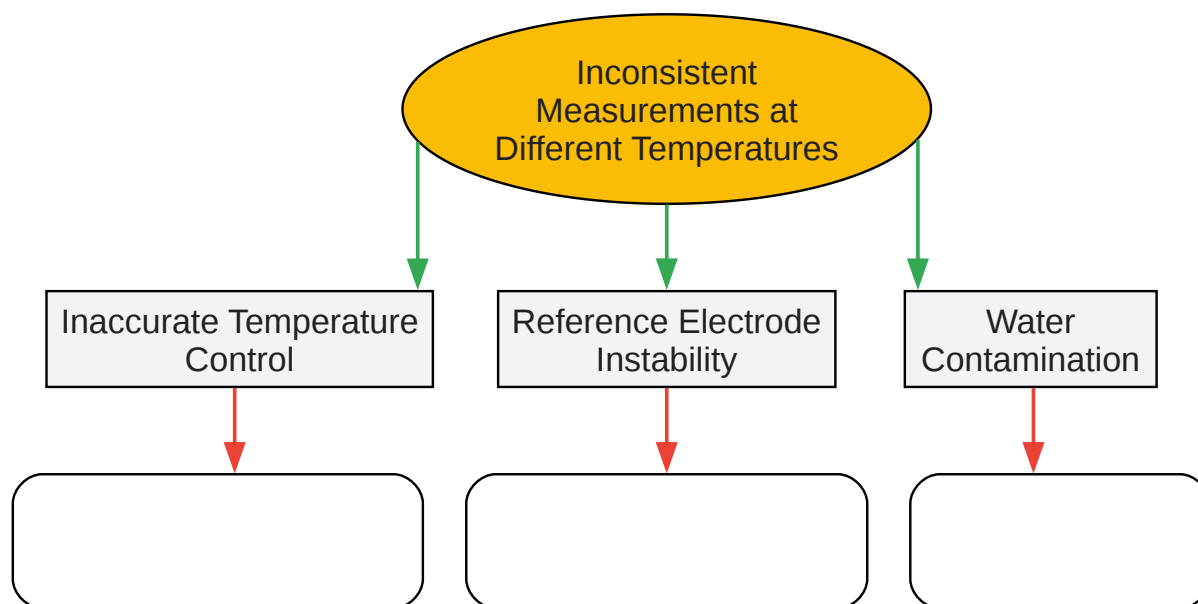 Inconsistent
Measurements at
Different Temperatures
Inaccurate Temperature
Control
Reference Electrode
Instability
Water
Contamination